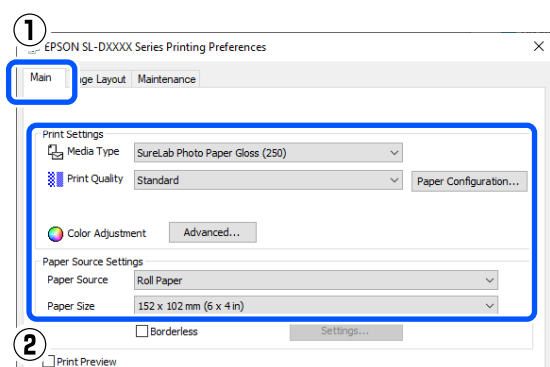 1
EPSON SL-DXXXX Series Printing Preferences
Main ge Layout Maintenance
Print Settings
Media Type SureLab Photo Paper Gloss (250)
Print Quality Standard Paper Configuration...
Color Adjustment Advanced...
Paper Source Settings
Paper Source Roll Paper
Paper Size 152 x 102 mm (6 x 4 in)
Borderless Settings...
2
Print Preview